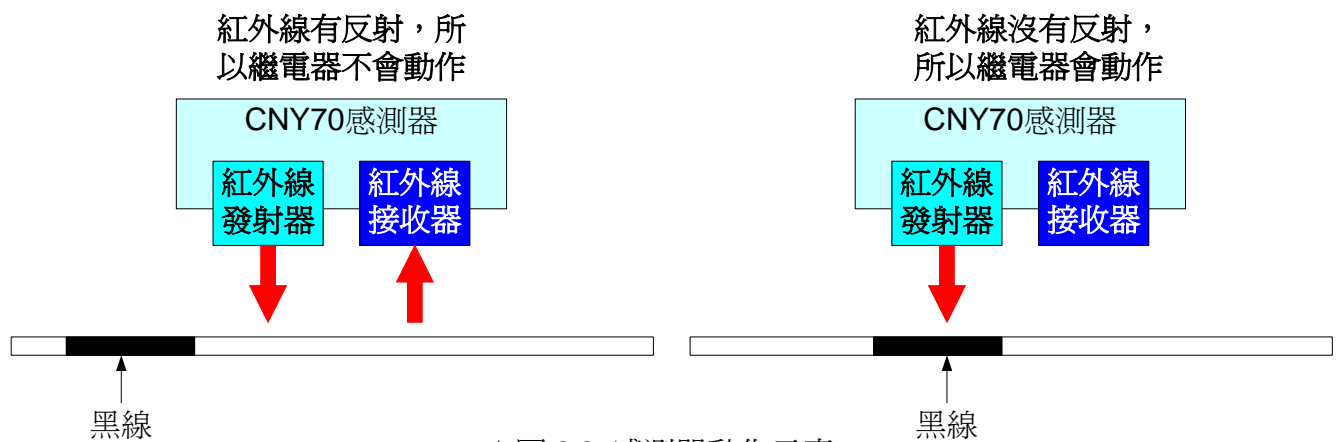 紅外線有反射，所
以繼電器不會動作
CNY70感測器
紅外線
發射器
紅外線
接收器
黑線
紅外線沒有反射，
所以繼電器會動作
CNY70感測器
紅外線
發射器
紅外線
接收器
黑線